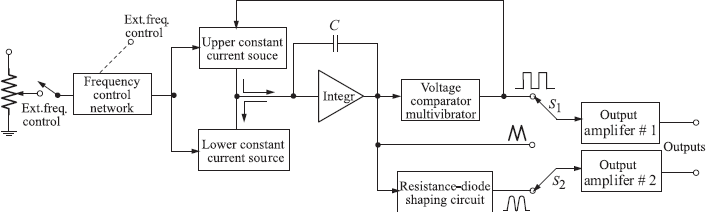 Ext.freq.
control
C
Upper constant
current souce
Frequency
control
network
Ext.freq.
control
Integr
Voltage
comparator
multivibrator
S1
Output
amplifer # 1
Lower constant
current source
Outputs
Resistance–diode
shaping circuit
S2
Output
amplifer # 2